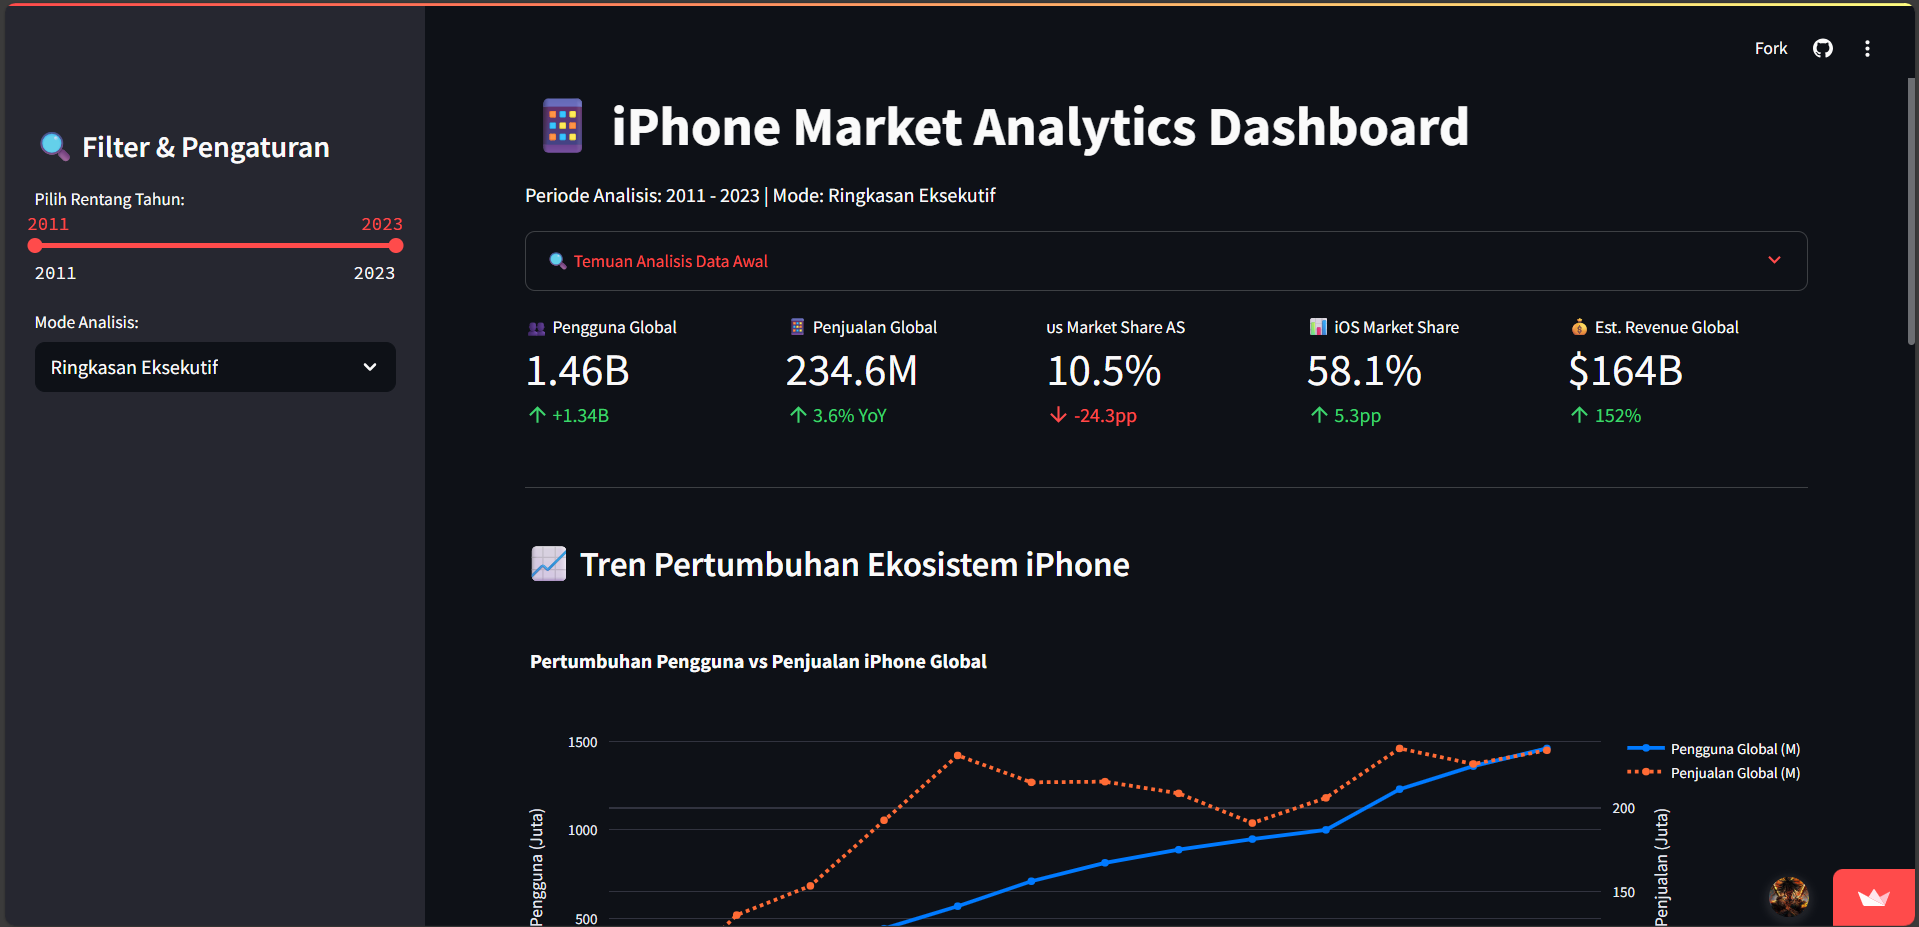 Fork
Filter & Pengaturan
Pilih Rentang Tahun:
2011 2023
2011 2023
Mode Analisis:
Ringkasan Eksekutif
iPhone Market Analytics Dashboard
Periode Analisis: 2011 - 2023 | Mode: Ringkasan Eksekutif
Temuan Analisis Data Awal
Pengguna Global
1.46B
+1.34B
Penjualan Global
234.6M
3.6% YoY
us Market Share AS
10.5%
-24.3pp
iOS Market Share
58.1%
5.3pp
Est. Revenue Global
$164B
152%
Tren Pertumbuhan Ekosistem iPhone
Pertumbuhan Pengguna vs Penjualan iPhone Global
1500
1000
500
Pengguna (Juta)
200
150
Penjualan (Juta)
Pengguna Global (M)
Penjualan Global (M)